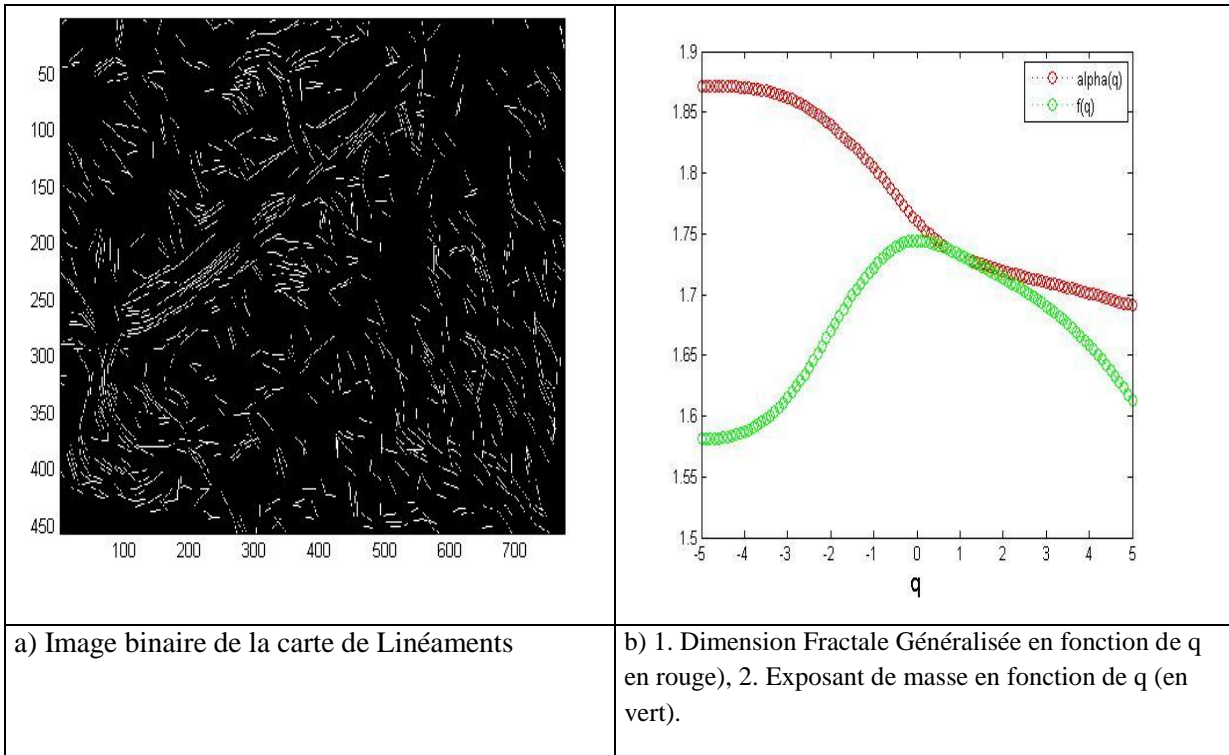 50
100
150
200
250
300
350
400
450
100 200 300 400 500 600 700
1.9
1.85
1.8
1.75
1.7
1.65
1.6
1.55
1.5
-5 -4 -3 -2 -1 0 1 2 3 4 5
q
alpha(q)
f(q)
a) Image binaire de la carte de Linéaments
b) 1. Dimension Fractale Généralisée en fonction de q
en rouge), 2. Exposant de masse en fonction de q (en
vert).